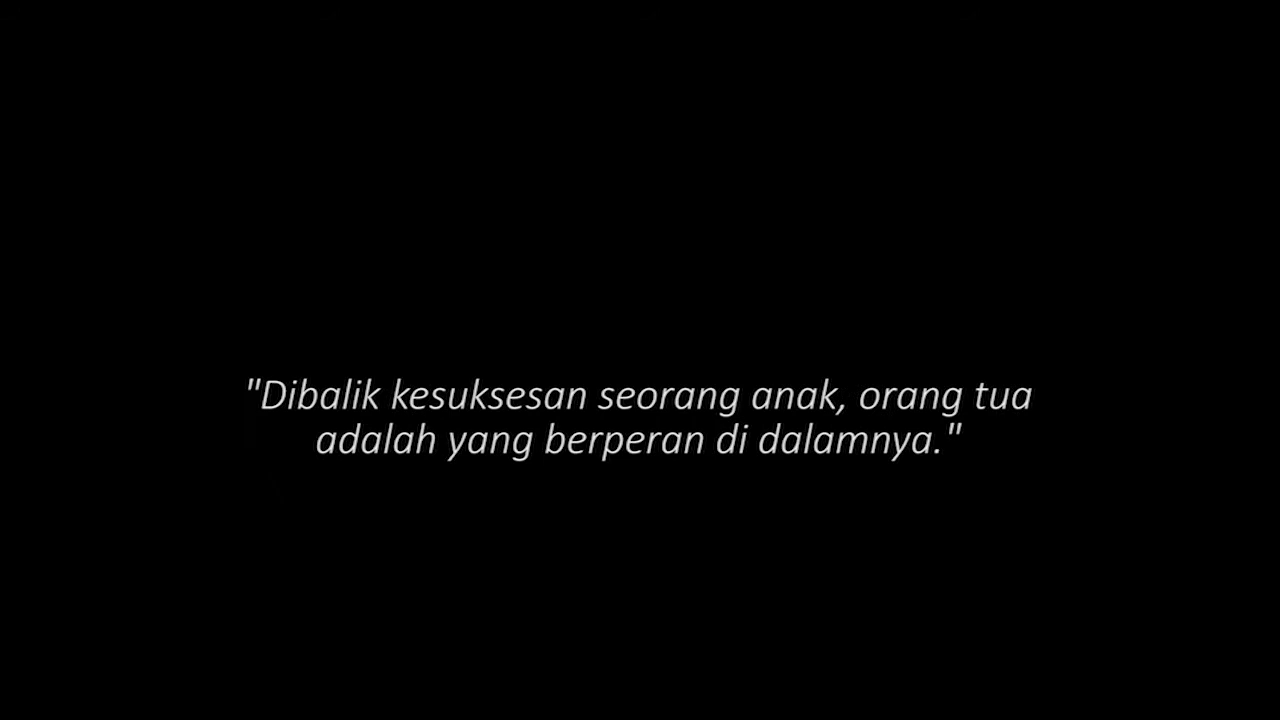 "Dibalik kesuksesan seorang anak, orang tua
adalah yang berperan di dalamnya."